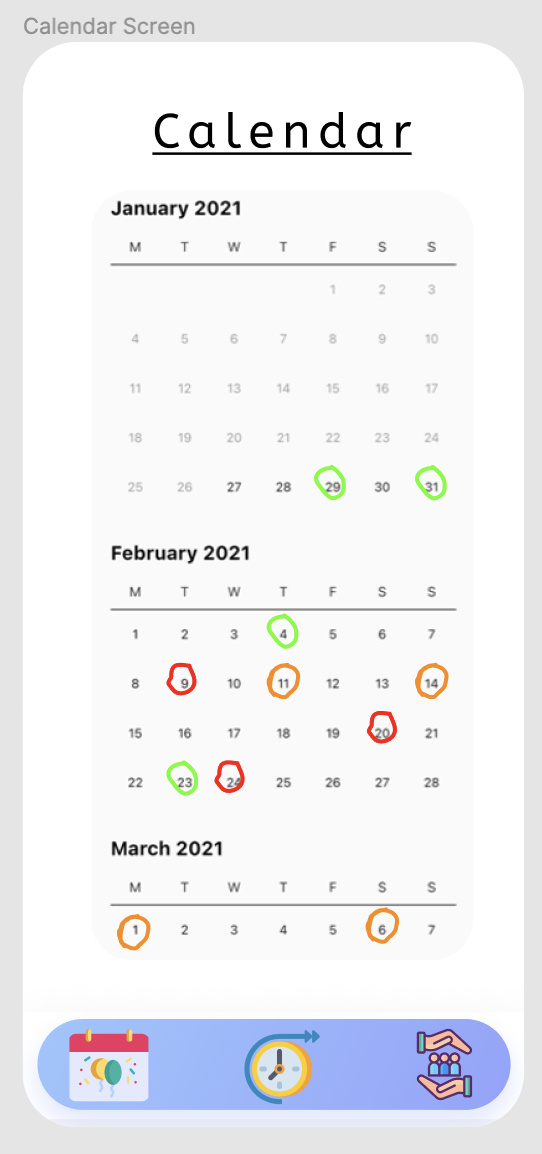 Calendar Screen
Calendar
January 2021
M T W T F S S
1 2 3
4 5 6 7 8 9 10
11 12 13 14 15 16 17
18 19 20 21 22 23 24
25 26 27 28 29 30 31
February 2021
M T W T F S S
1 2 3 4 5 6 7
8 9 10 11 12 13 14
15 16 17 18 19 20 21
22 23 24 25 26 27 28
March 2021
M T W T F S S
1 2 3 4 5 6 7